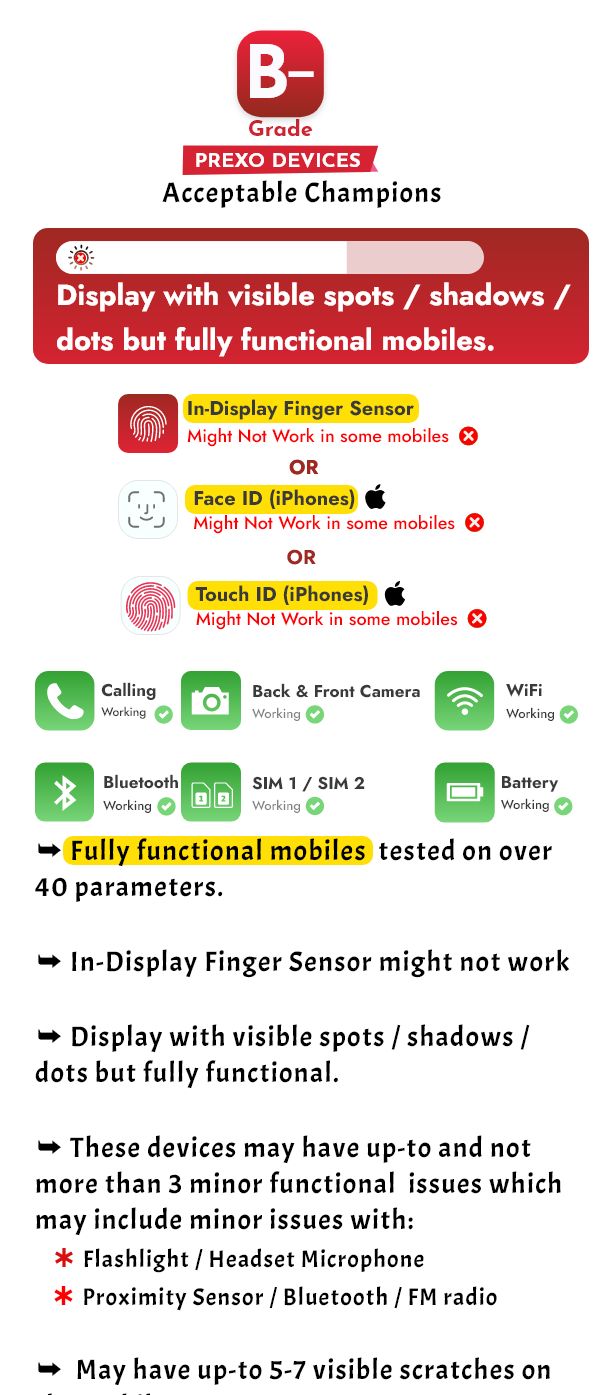 B-
Grade
PREXO DEVICES
Acceptable Champions
Display with visible spots / shadows /
dots but fully functional mobiles.
In-Display Finger Sensor
Might Not Work in some mobiles
OR
Face ID (iPhones)
Might Not Work in some mobiles
OR
Touch ID (iPhones)
Might Not Work in some mobiles
Calling
Working
Back & Front Camera
Working
WiFi
Working
Bluetooth
Working
1 2
SIM 1 / SIM 2
Working
Battery
Working
➥ Fully functional mobiles tested on over
40 parameters.
➥ In-Display Finger Sensor might not work
➥ Display with visible spots / shadows /
dots but fully functional.
➥ These devices may have up-to and not
more than 3 minor functional issues which
may include minor issues with:
* Flashlight / Headset Microphone
* Proximity Sensor / Bluetooth / FM radio
➥ May have up-to 5-7 visible scratches on